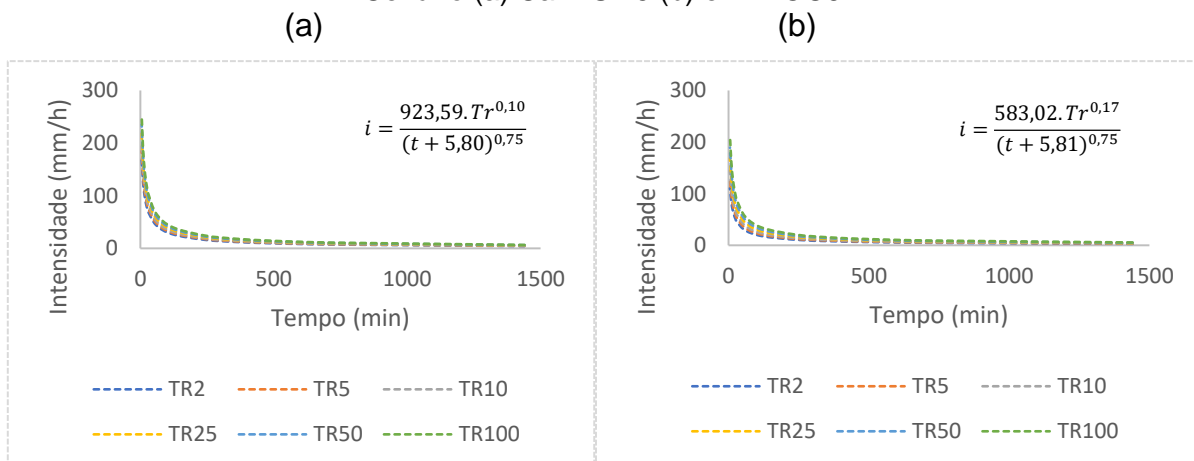 (a) (b)
300
200
100
0
0 500 1000 1500
Intensidade (mm/h)
Tempo (min)
i = 923,59.Tr^0,10 / (t + 5,80)^0,75
TR2 TR5 TR10
TR25 TR50 TR100
300
200
100
0
0 500 1000 1500
Intensidade (mm/h)
Tempo (min)
i = 583,02.Tr^0,17 / (t + 5,81)^0,75
TR2 TR5 TR10
TR25 TR50 TR100